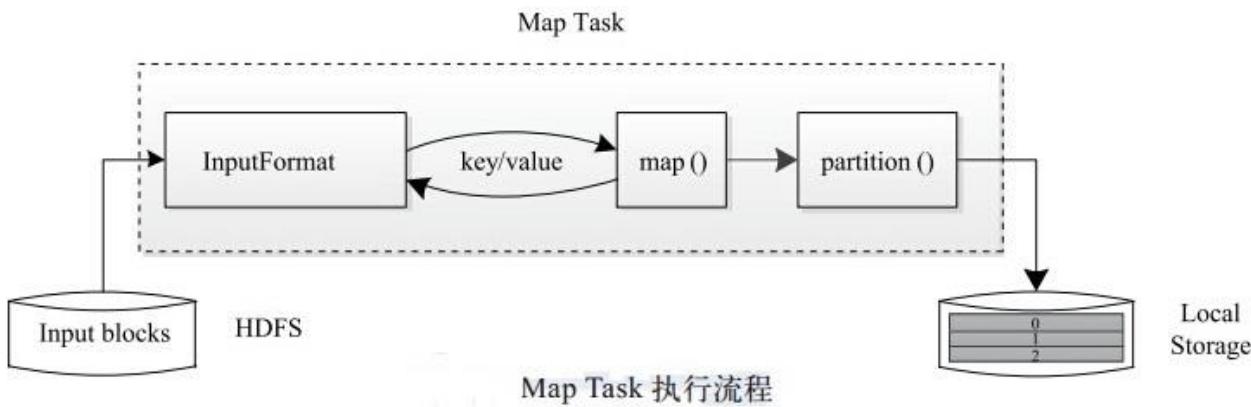 Map Task
InputFormat
key/value
map ()
partition ()
Input blocks
HDFS
0
1
2
Local
Storage
Map Task 执行流程